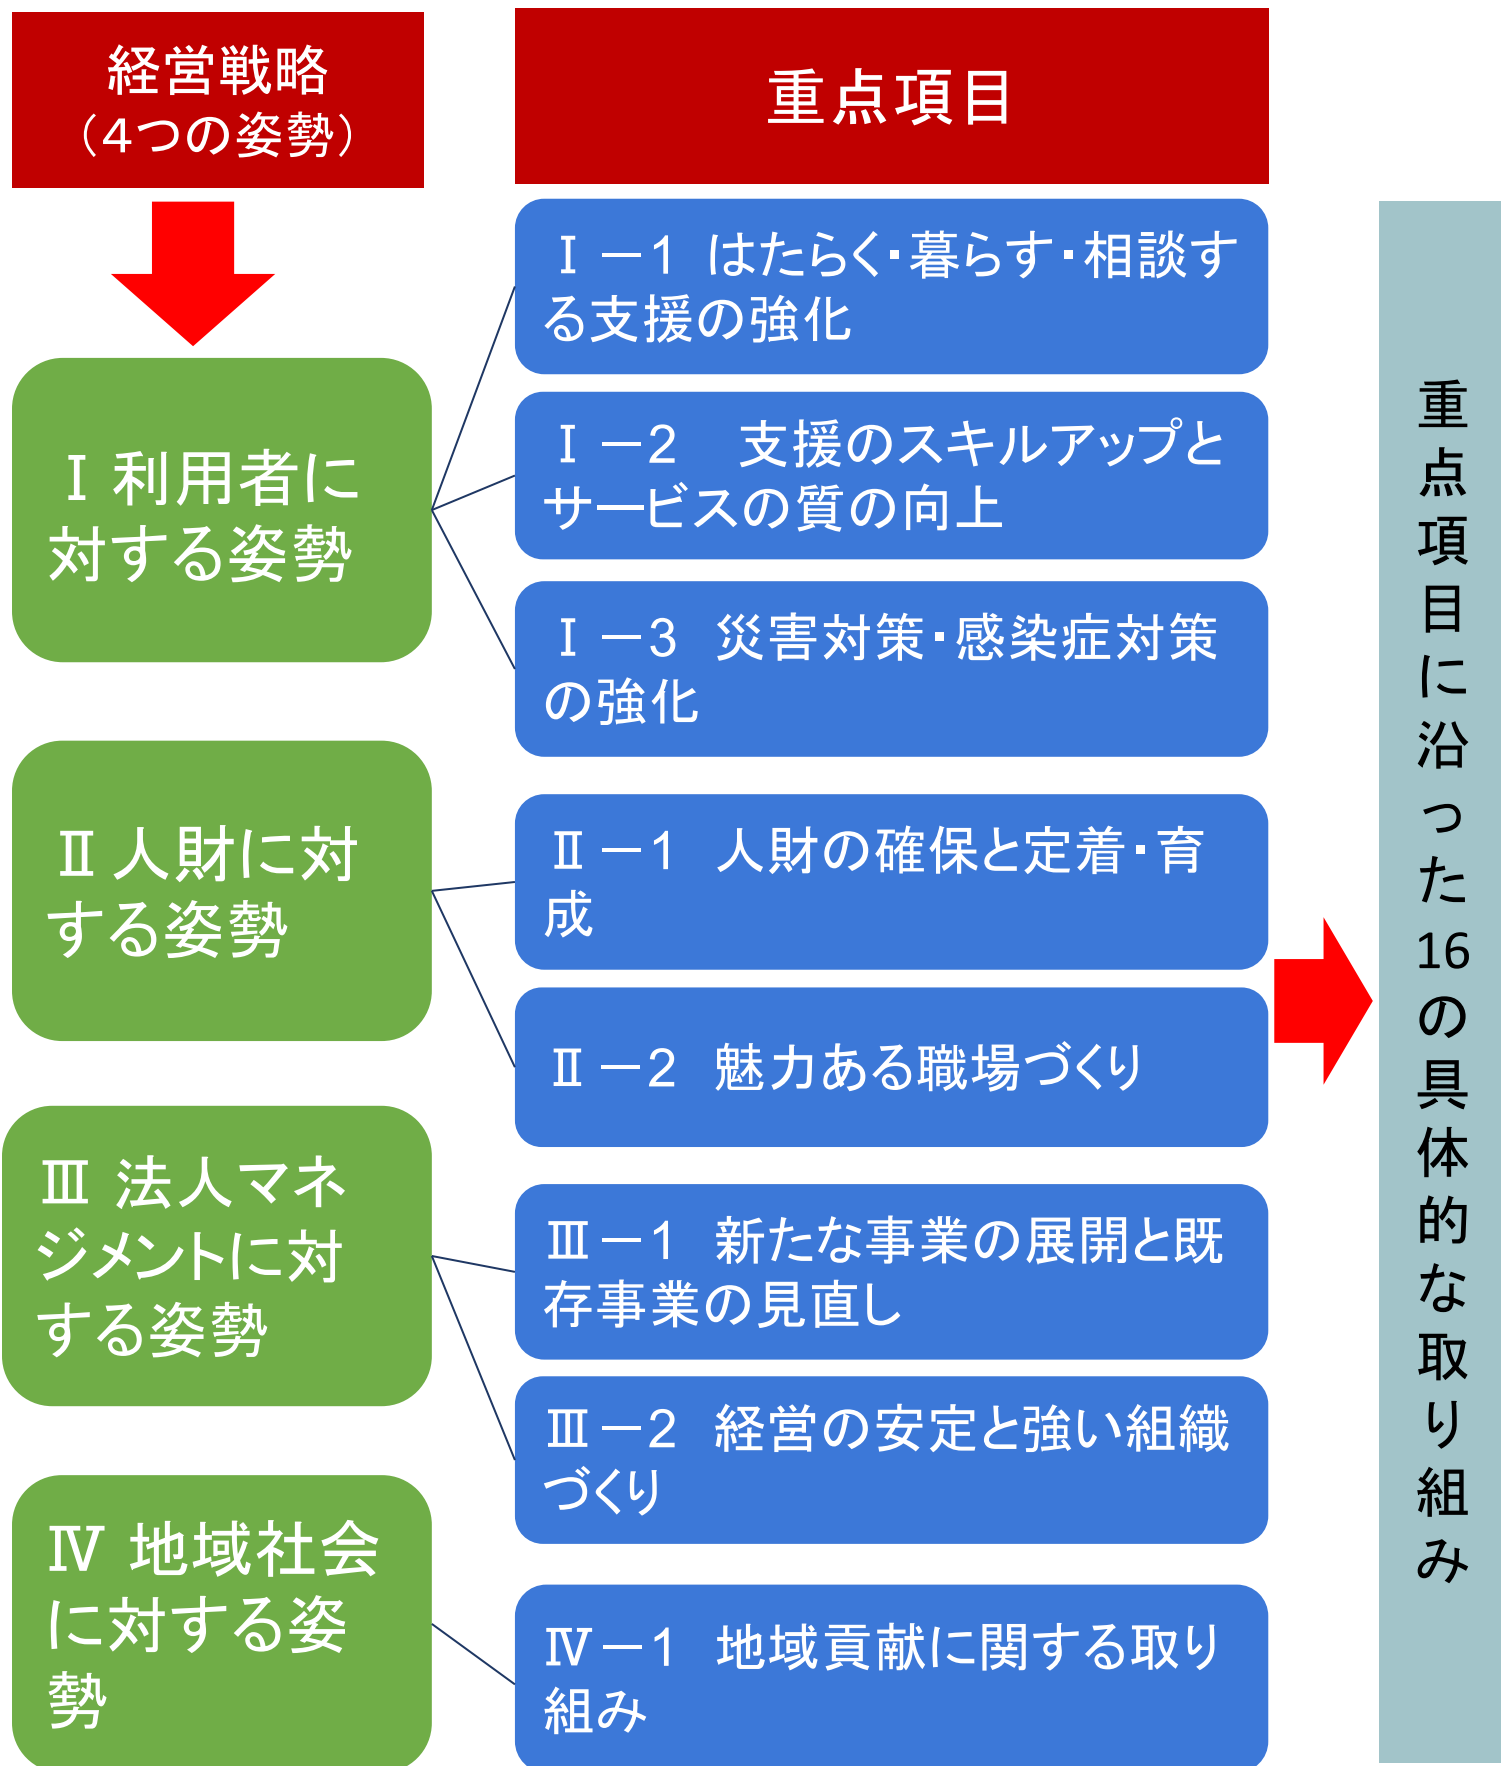 経営戦略
（4つの姿勢）
重点項目
Ⅰ 利用者に
対する姿勢
Ⅰ－1 はたらく・暮らす・相談す
る支援の強化
Ⅰ－2　支援のスキルアップと
サービスの質の向上
Ⅰ－3　災害対策・感染症対策
の強化
Ⅱ 人財に対
する姿勢
Ⅱ－1　人財の確保と定着・育
成
Ⅱ－2　魅力ある職場づくり
Ⅲ 法人マネ
ジメントに対
する姿勢
Ⅲ－1　新たな事業の展開と既
存事業の見直し
Ⅲ－2　経営の安定と強い組織
づくり
Ⅳ 地域社会
に対する姿
勢
Ⅳ－1　地域貢献に関する取り
組み
重点項目に沿った16の具体的な取り組み